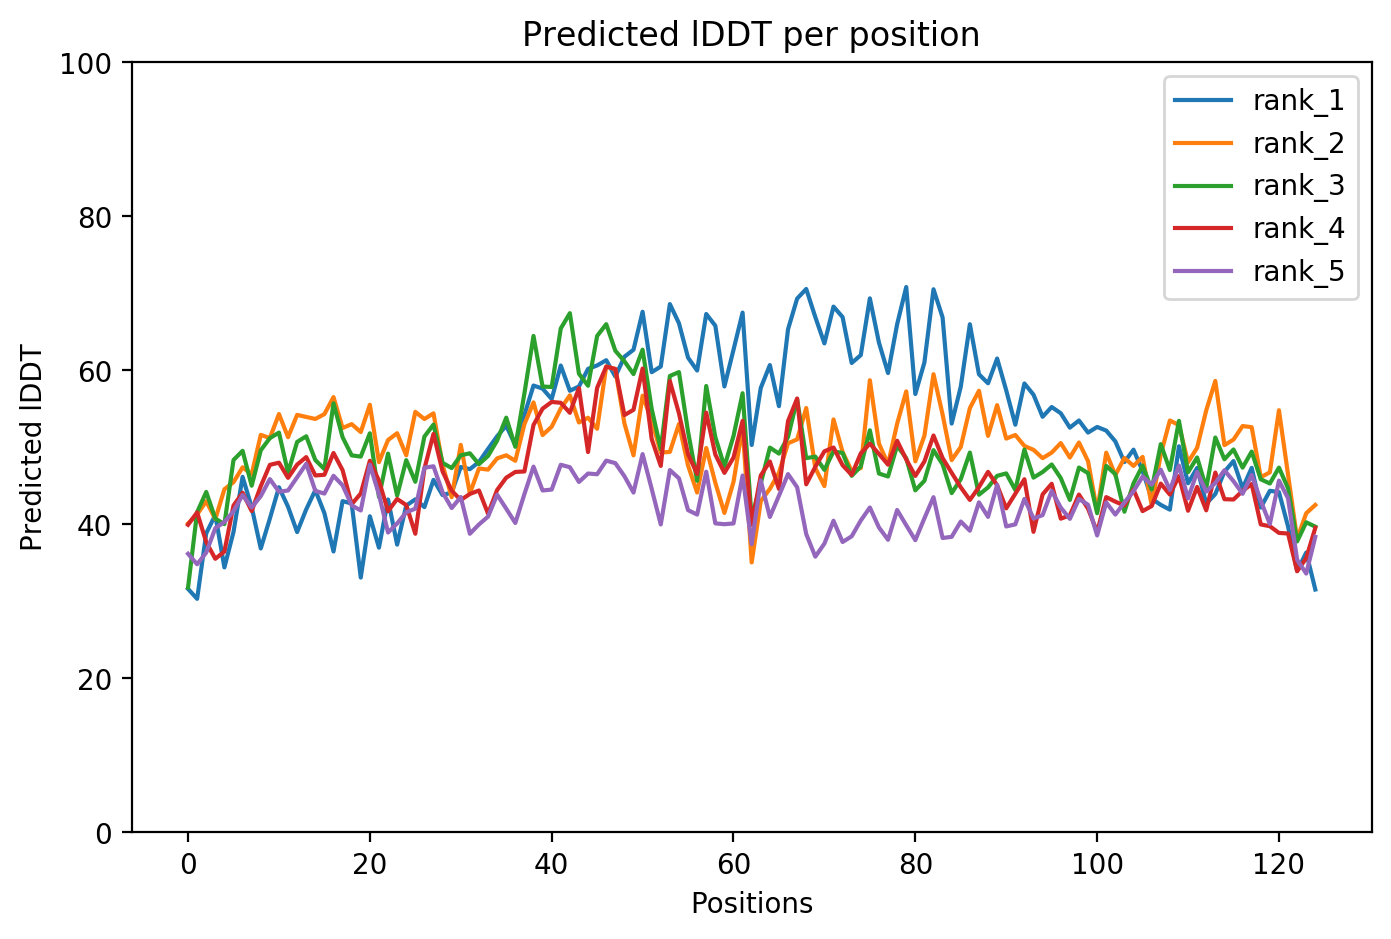 Predicted lDDT per position
100
80
60
40
20
0
Predicted lDDT
0 20 40 60 80 100 120
Positions
rank_1
rank_2
rank_3
rank_4
rank_5